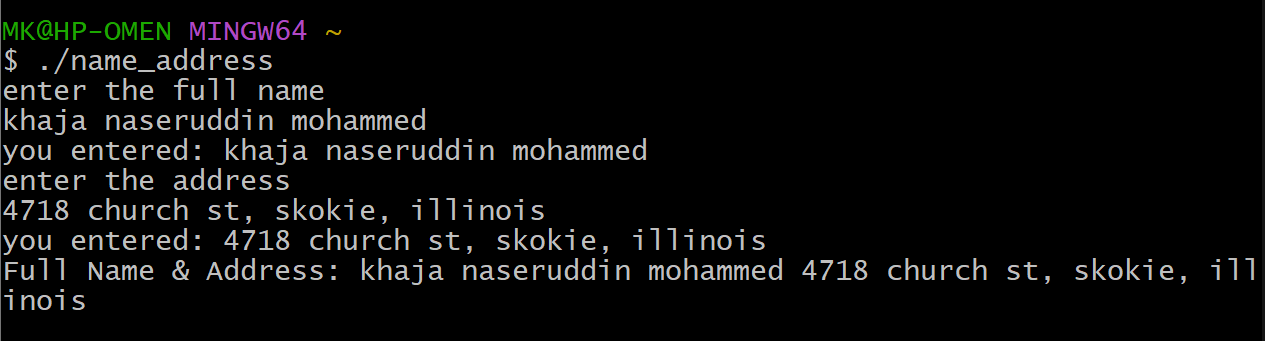 MK@HP-OMEN MINGW64 ~
$ ./name_address
enter the full name
khaja naseruddin mohammed
you entered: khaja naseruddin mohammed
enter the address
4718 church st, skokie, illinois
you entered: 4718 church st, skokie, illinois
Full Name & Address: khaja naseruddin mohammed 4718 church st, skokie, ill
inois